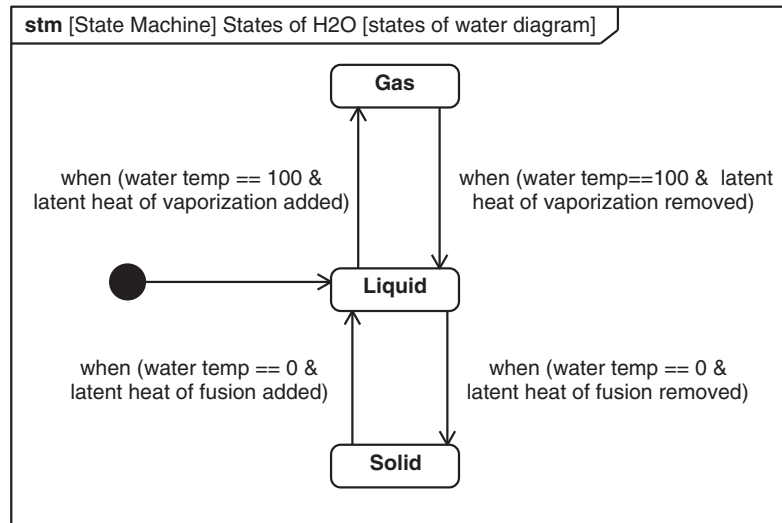 stm [State Machine] States of H2O [states of water diagram]
Gas
when (water temp == 100 &
latent heat of vaporization added)
when (water temp==100 & latent
heat of vaporization removed)
Liquid
when (water temp == 0 &
latent heat of fusion added)
when (water temp == 0 &
latent heat of fusion removed)
Solid